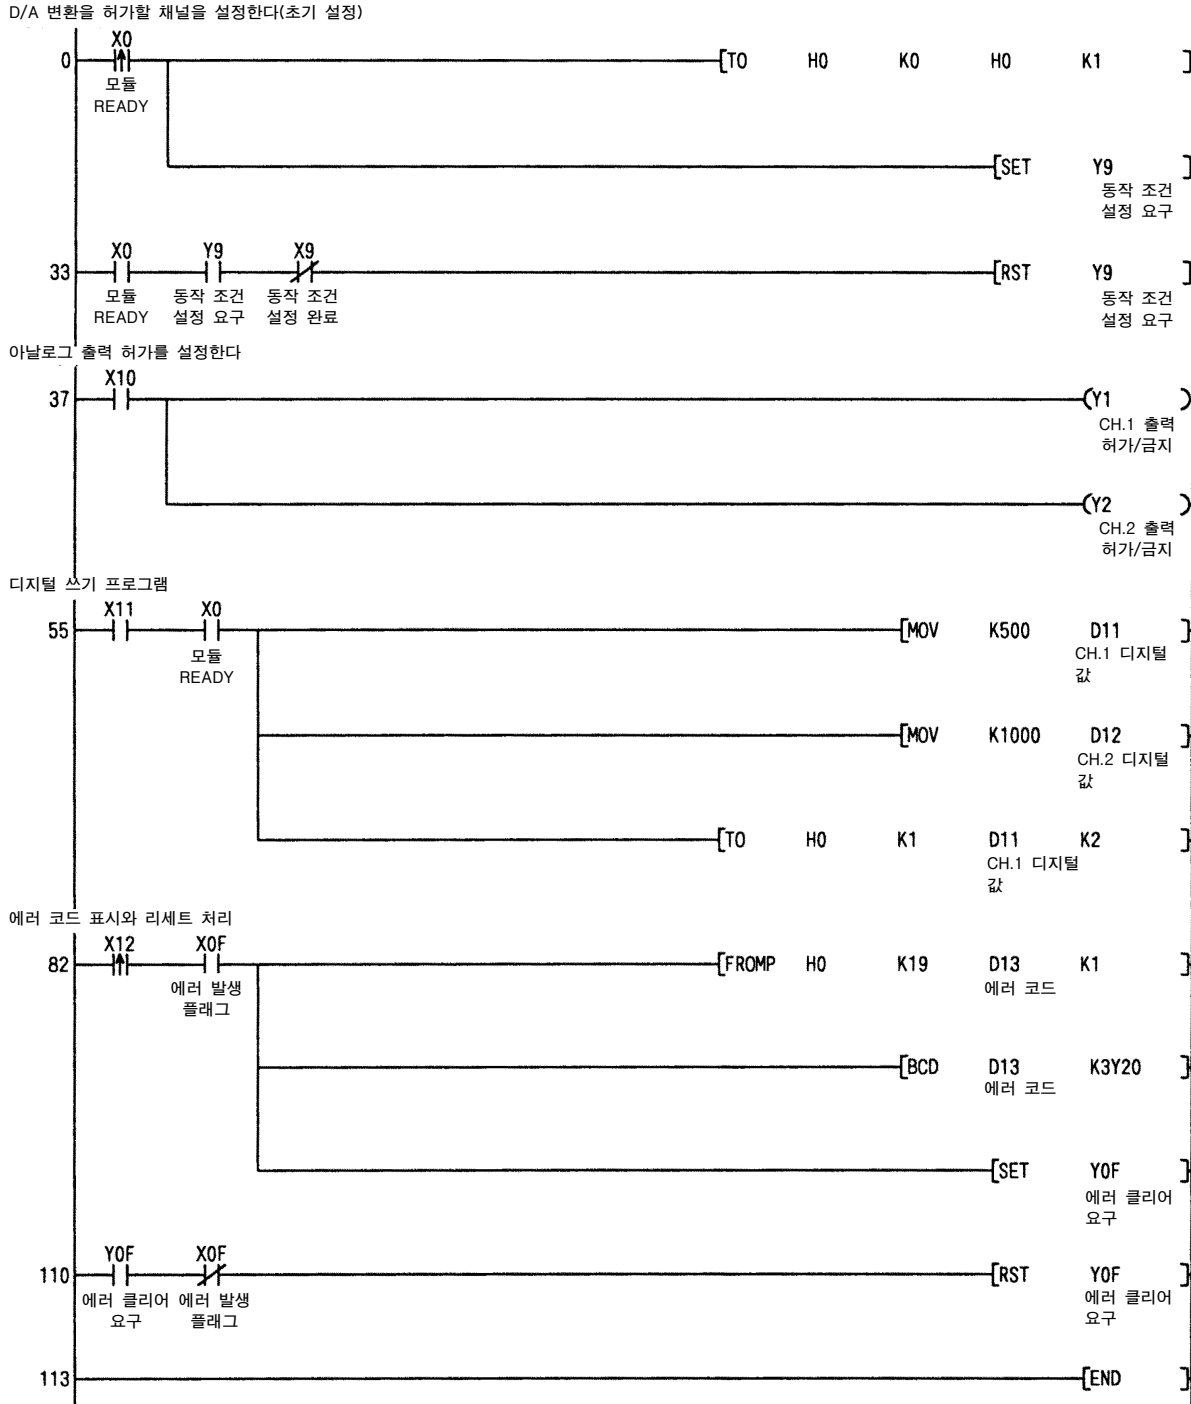 D/A 변환을 허가할 채널을 설정한다(초기 설정)
X0
0 [TO H0 K0 H0 K1 ]
모듈
READY
[SET Y9 ]
동작 조건
설정 요구
X0 Y9 X9
33 [RST Y9 ]
모듈 동작 조건 동작 조건 동작 조건
READY 설정 요구 설정 완료 설정 요구
아날로그 출력 허가를 설정한다
X10
37 (Y1 )
CH.1 출력
허가/금지
(Y2 )
CH.2 출력
허가/금지
디지털 쓰기 프로그램
X11 X0
55 [MOV K500 D11 ]
모듈 CH.1 디지털
READY 값
[MOV K1000 D12 ]
CH.2 디지털
값
[TO H0 K1 D11 K2 ]
CH.1 디지털
값
에러 코드 표시와 리세트 처리
X12 X0F
82 [FROMP H0 K19 D13 K1 ]
에러 발생 에러 코드
플래그
[BCD D13 K3Y20 ]
에러 코드
[SET Y0F ]
에러 클리어
요구
Y0F X0F
110 [RST Y0F ]
에러 클리어 에러 발생 에러 클리어
요구 플래그 요구
113 [END ]